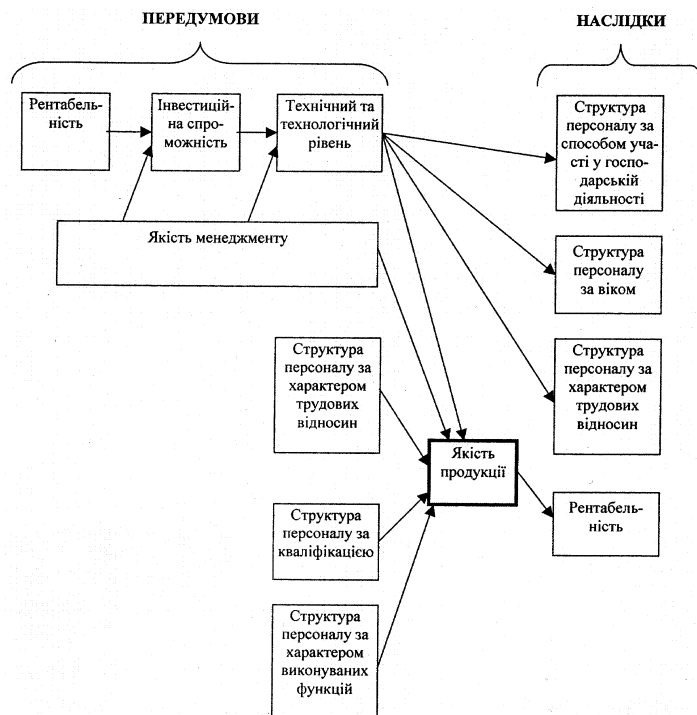 ПЕРЕДУМОВИ
НАСЛІДКИ
Рентабель-
ність
Інвестицій-
на спро-
можність
Технічний та
технологічний
рівень
Структура
персоналу за
способом уча-
сті у госпо-
дарській
діяльності
Якість менеджменту
Структура
персоналу
за віком
Структура
персоналу за
характером
трудових
відносин
Структура
персоналу за
характером
трудових
відносин
Якість
продукції
Структура
персоналу за
кваліфікацією
Рентабель-
ність
Структура
персоналу за
характером
виконуваних
функцій